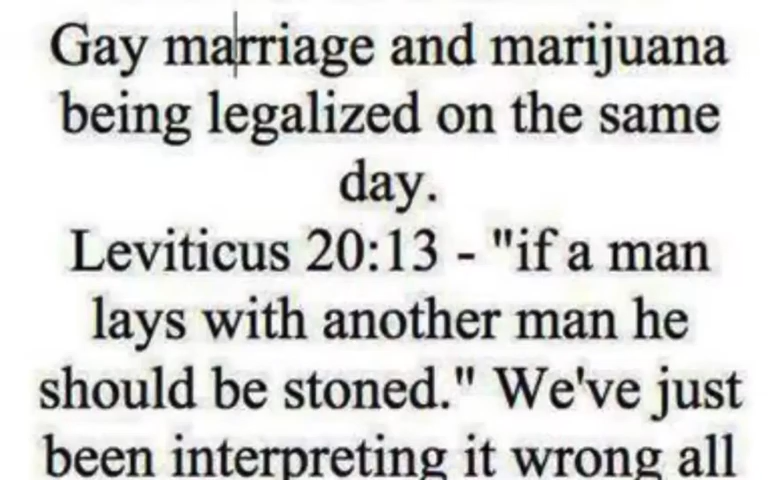 Gay marriage and marijuana
being legalized on the same
day.
Leviticus 20:13 - "if a man
lays with another man he
should be stoned." We've just
been interpreting it wrong all